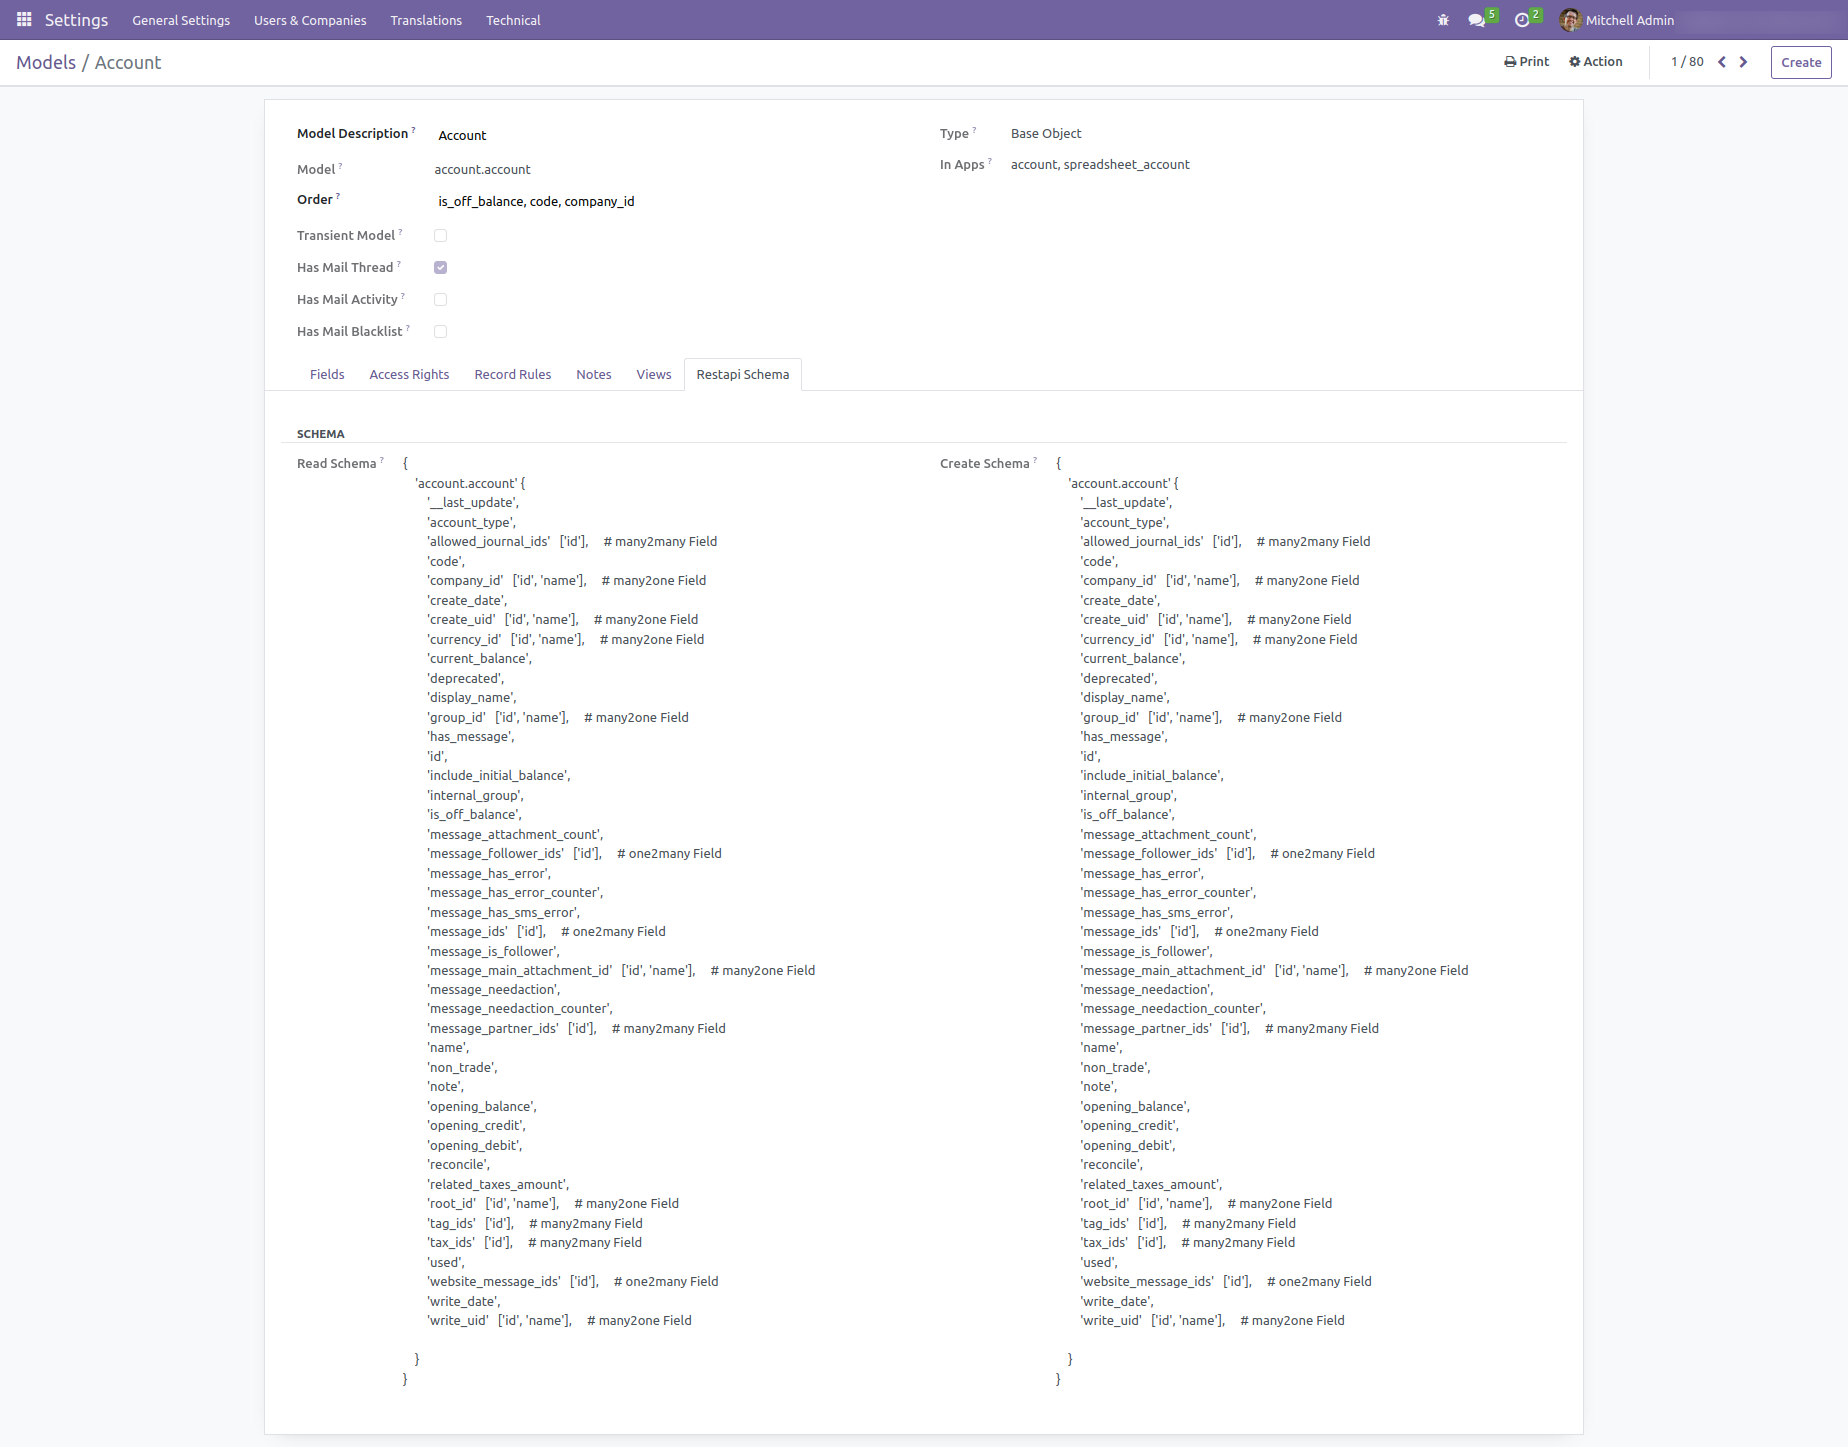 Settings General Settings Users & Companies Translations Technical 5 2 Mitchell Admin
Models / Account Print Action 1 / 80 Create
Model Description ? Account
Model ? account.account
Order ? is_off_balance, code, company_id
Transient Model ?
Has Mail Thread ?
Has Mail Activity ?
Has Mail Blacklist ?
Type ? Base Object
In Apps ? account, spreadsheet_account
Fields Access Rights Record Rules Notes Views Restapi Schema
SCHEMA
Read Schema ? {
'account.account' {
'__last_update',
'account_type',
'allowed_journal_ids' ['id'], # many2many Field
'code',
'company_id' ['id', 'name'], # many2one Field
'create_date',
'create_uid' ['id', 'name'], # many2one Field
'currency_id' ['id', 'name'], # many2one Field
'current_balance',
'deprecated',
'display_name',
'group_id' ['id', 'name'], # many2one Field
'has_message',
'id',
'include_initial_balance',
'internal_group',
'is_off_balance',
'message_attachment_count',
'message_follower_ids' ['id'], # one2many Field
'message_has_error',
'message_has_error_counter',
'message_has_sms_error',
'message_ids' ['id'], # one2many Field
'message_is_follower',
'message_main_attachment_id' ['id', 'name'], # many2one Field
'message_needaction',
'message_needaction_counter',
'message_partner_ids' ['id'], # many2many Field
'name',
'non_trade',
'note',
'opening_balance',
'opening_credit',
'opening_debit',
'reconcile',
'related_taxes_amount',
'root_id' ['id', 'name'], # many2one Field
'tag_ids' ['id'], # many2many Field
'tax_ids' ['id'], # many2many Field
'used',
'website_message_ids' ['id'], # one2many Field
'write_date',
'write_uid' ['id', 'name'], # many2one Field
}
}
Create Schema ? {
'account.account' {
'__last_update',
'account_type',
'allowed_journal_ids' ['id'], # many2many Field
'code',
'company_id' ['id', 'name'], # many2one Field
'create_date',
'create_uid' ['id', 'name'], # many2one Field
'currency_id' ['id', 'name'], # many2one Field
'current_balance',
'deprecated',
'display_name',
'group_id' ['id', 'name'], # many2one Field
'has_message',
'id',
'include_initial_balance',
'internal_group',
'is_off_balance',
'message_attachment_count',
'message_follower_ids' ['id'], # one2many Field
'message_has_error',
'message_has_error_counter',
'message_has_sms_error',
'message_ids' ['id'], # one2many Field
'message_is_follower',
'message_main_attachment_id' ['id', 'name'], # many2one Field
'message_needaction',
'message_needaction_counter',
'message_partner_ids' ['id'], # many2many Field
'name',
'non_trade',
'note',
'opening_balance',
'opening_credit',
'opening_debit',
'reconcile',
'related_taxes_amount',
'root_id' ['id', 'name'], # many2one Field
'tag_ids' ['id'], # many2many Field
'tax_ids' ['id'], # many2many Field
'used',
'website_message_ids' ['id'], # one2many Field
'write_date',
'write_uid' ['id', 'name'], # many2one Field
}
}